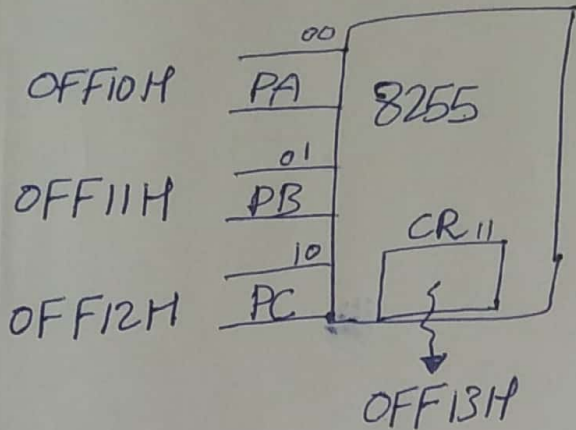 00
OFF10H PA 8255
01
OFF11H PB
CR 11
10
OFF12H PC
OFF13H